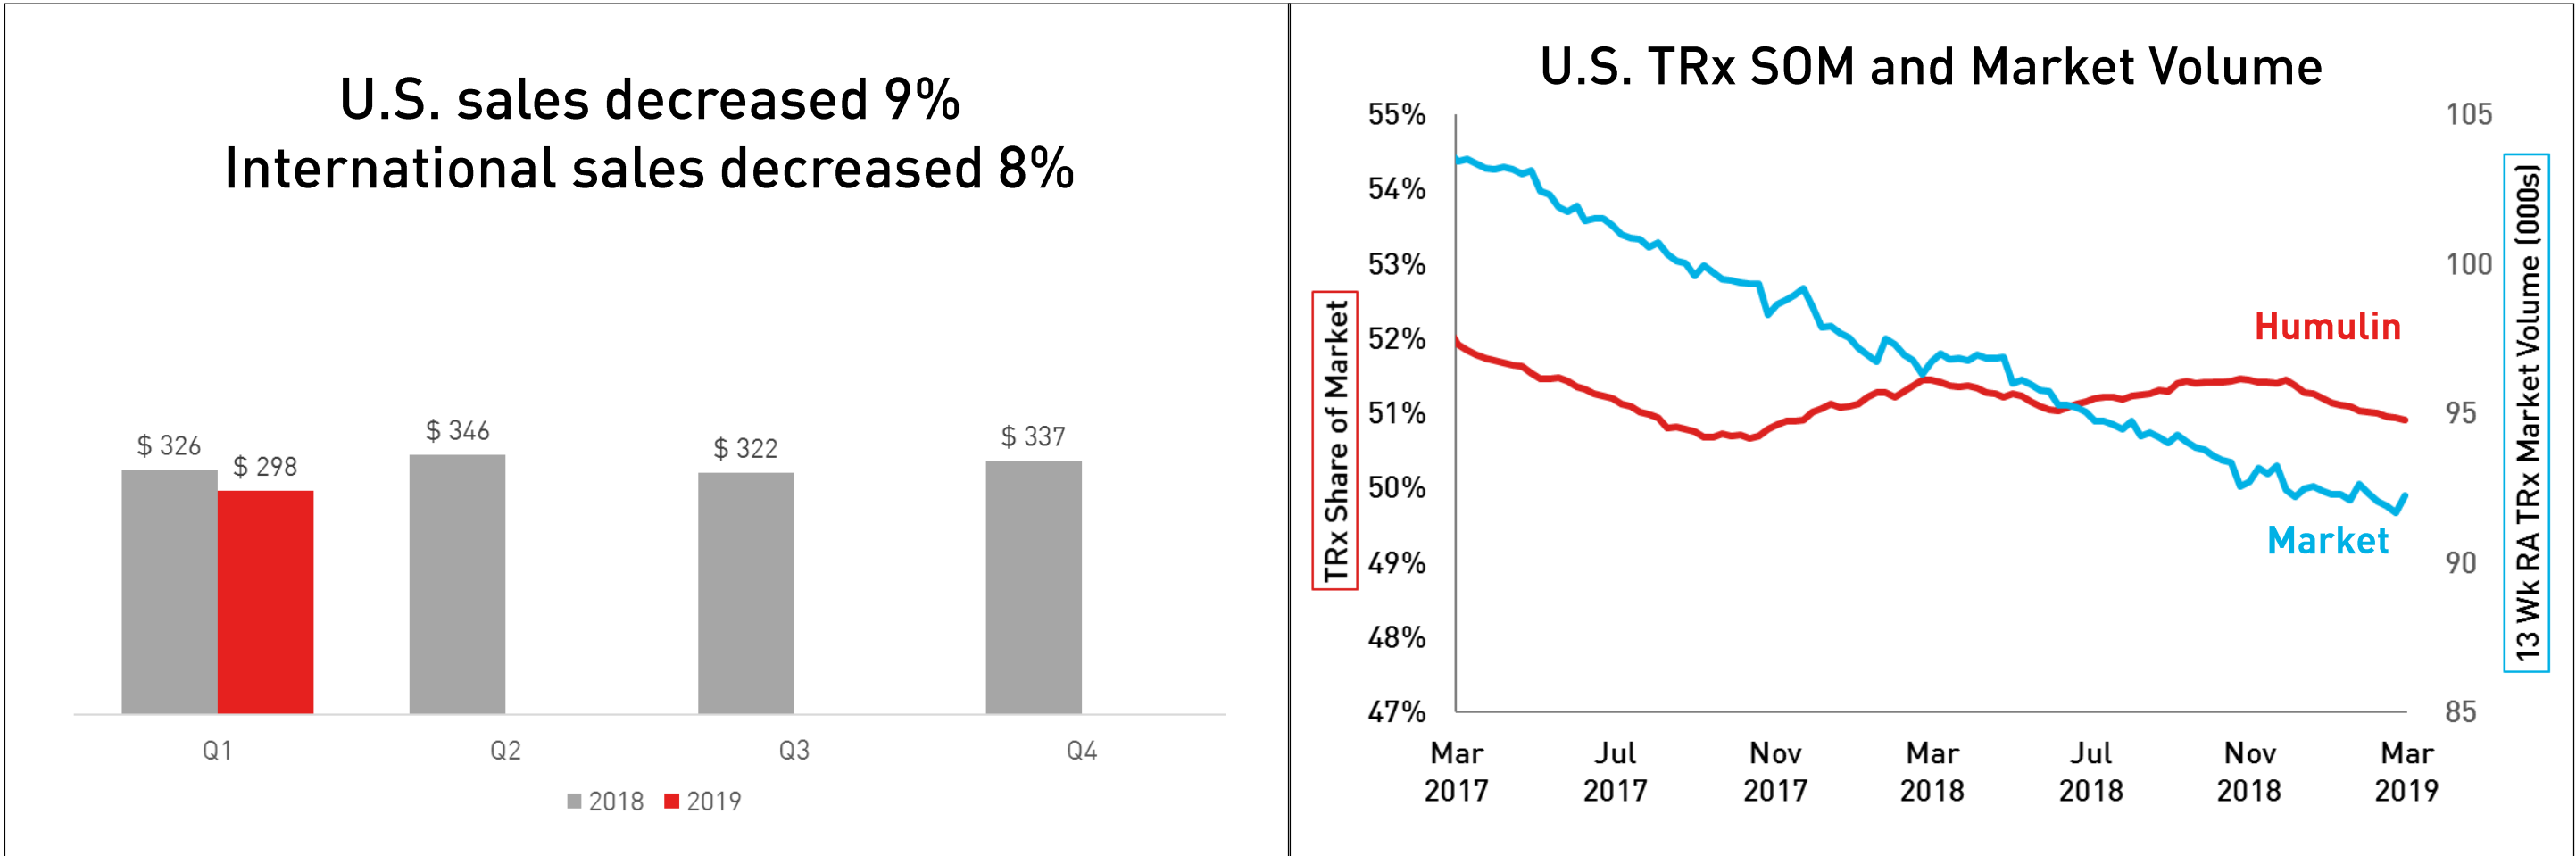 U.S. sales decreased 9%
International sales decreased 8%
$ 326
$ 298
$ 346
$ 322
$ 337
Q1
Q2
Q3
Q4
2018
2019
U.S. TRx SOM and Market Volume
TRx Share of Market
55%
54%
53%
52%
51%
50%
49%
48%
47%
Humulin
Market
105
100
95
90
85
13 Wk RA TRx Market Volume (000s)
Mar
2017
Jul
2017
Nov
2017
Mar
2018
Jul
2018
Nov
2018
Mar
2019